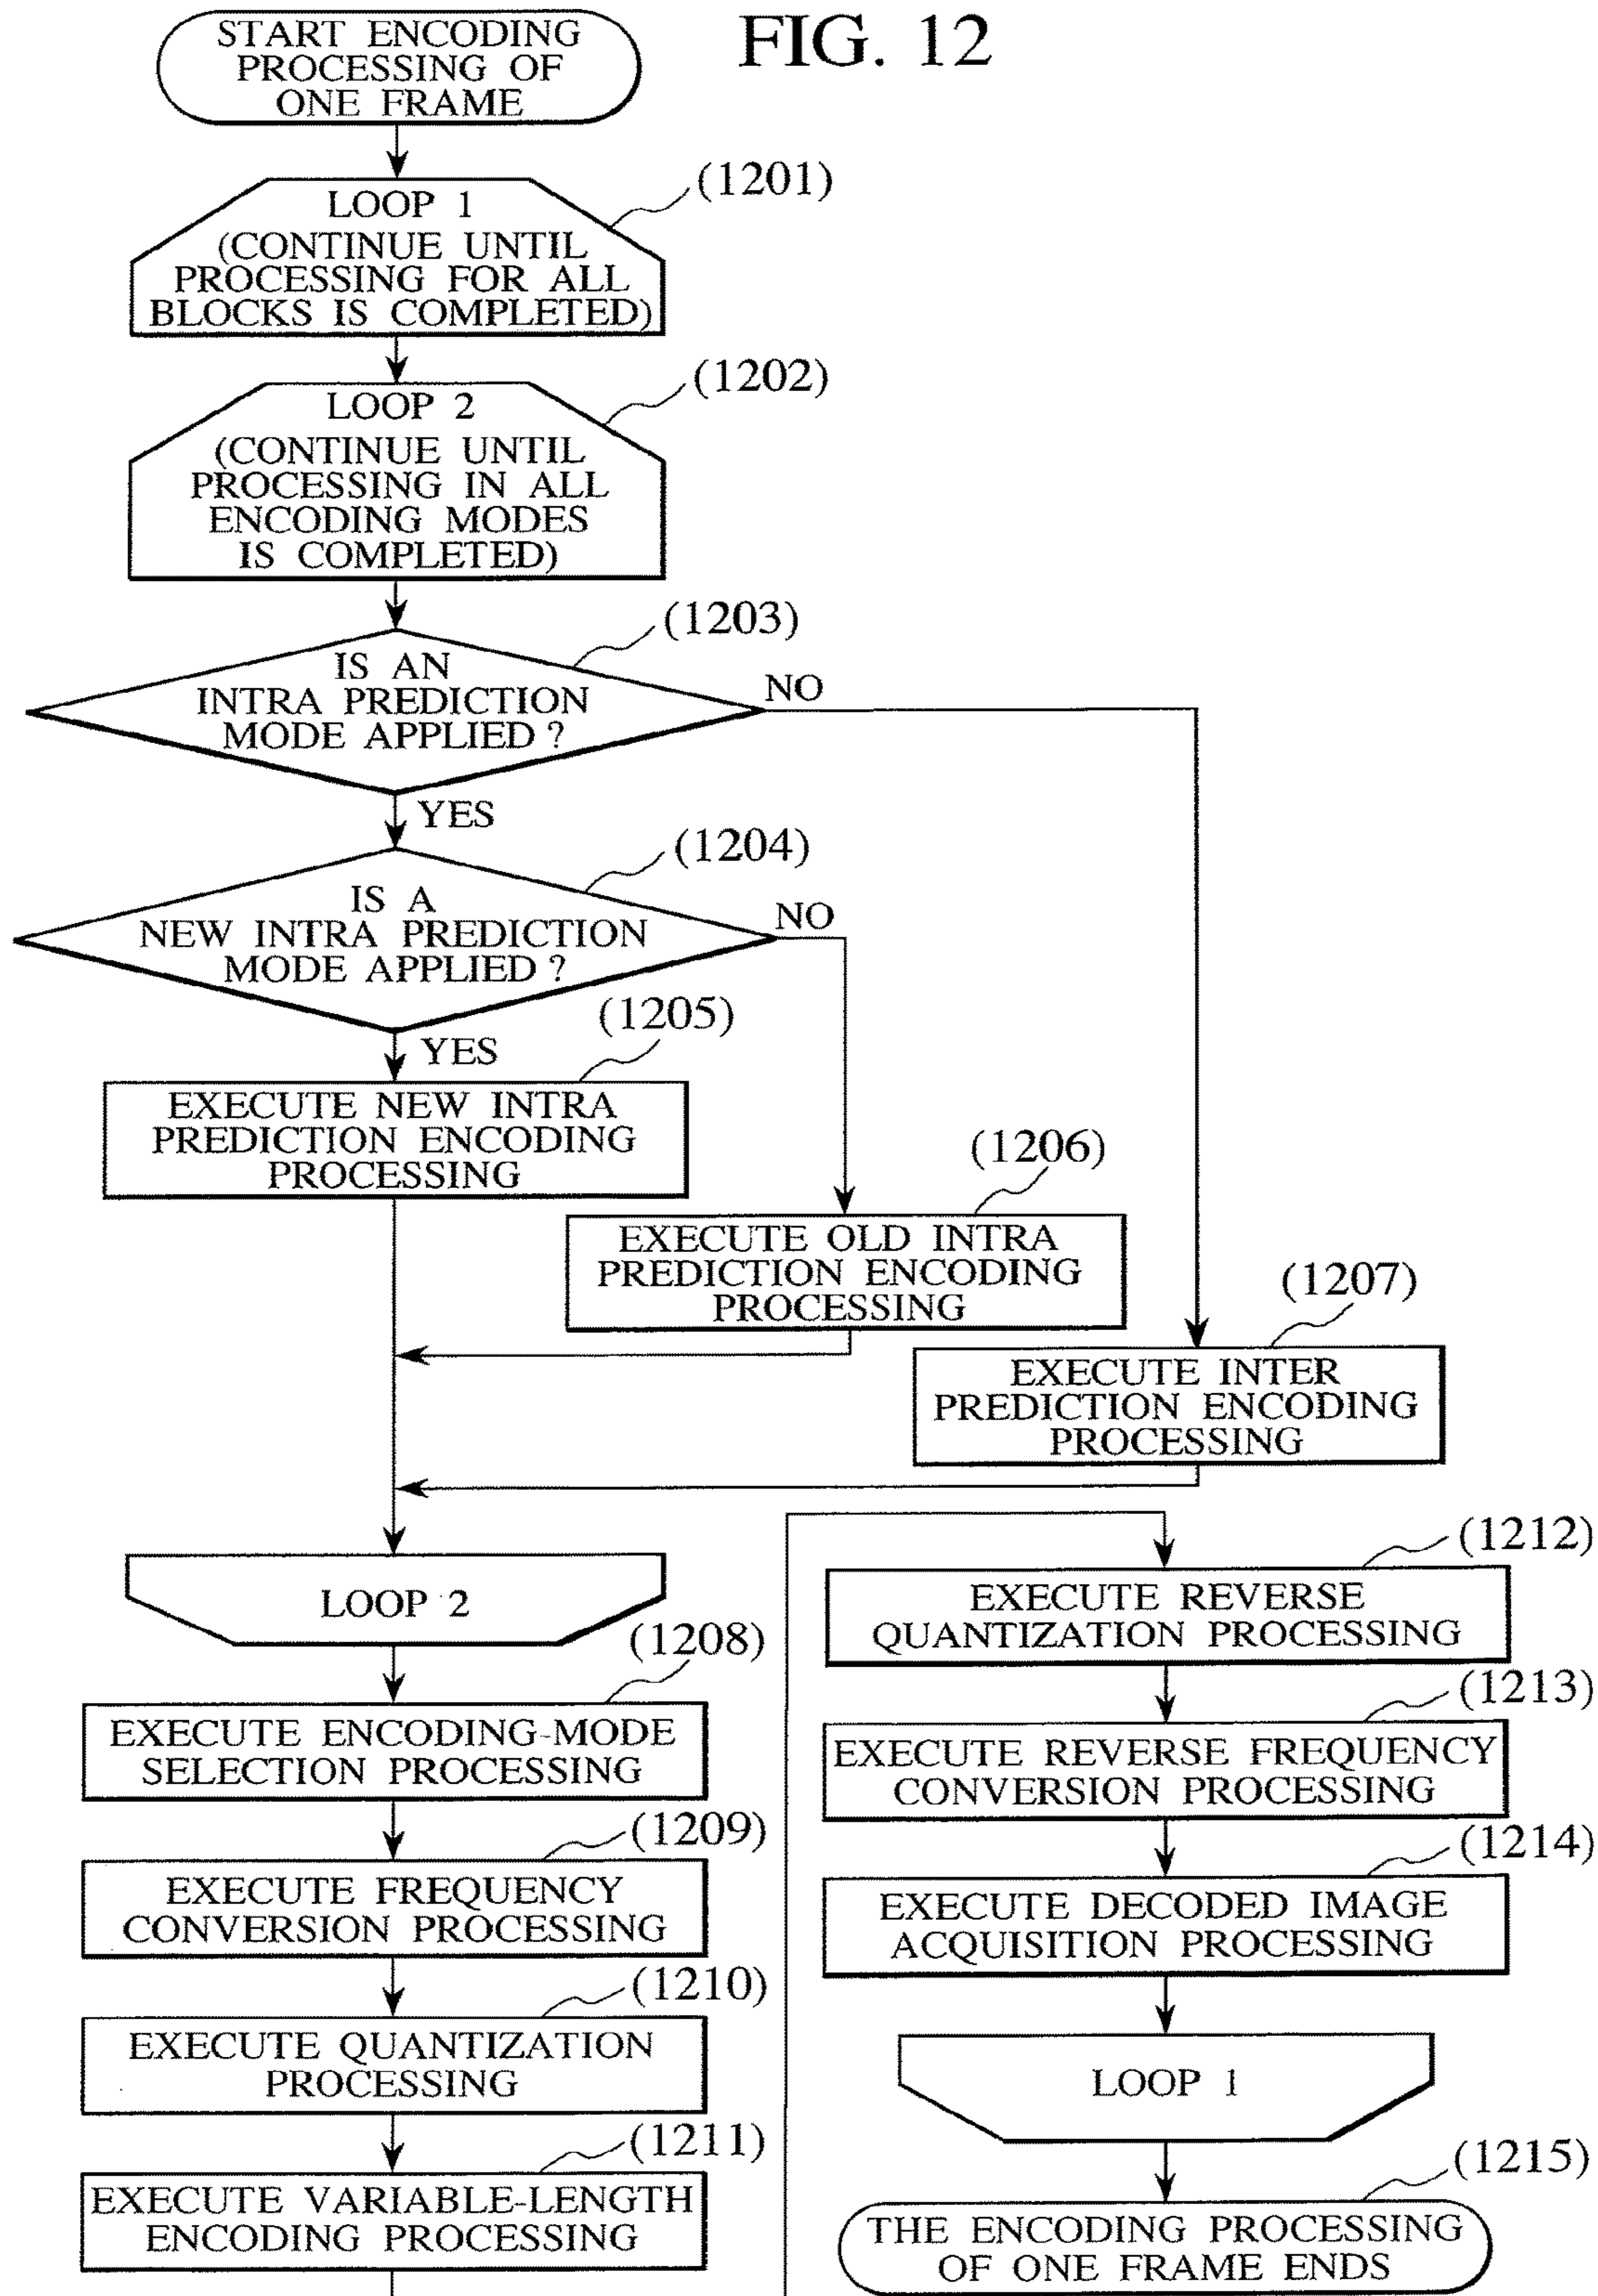 FIG. 12
START ENCODING
PROCESSING OF
ONE FRAME
(1201)
LOOP 1
(CONTINUE UNTIL
PROCESSING FOR ALL
BLOCKS IS COMPLETED)
(1202)
LOOP 2
(CONTINUE UNTIL
PROCESSING IN ALL
ENCODING MODES
IS COMPLETED)
(1203)
IS AN
INTRA PREDICTION
MODE APPLIED ?
NO
YES
(1204)
IS A
NEW INTRA PREDICTION
MODE APPLIED ?
NO
YES
(1205)
EXECUTE NEW INTRA
PREDICTION ENCODING
PROCESSING
(1206)
EXECUTE OLD INTRA
PREDICTION ENCODING
PROCESSING
(1207)
EXECUTE INTER
PREDICTION ENCODING
PROCESSING
LOOP 2
(1208)
EXECUTE ENCODING-MODE
SELECTION PROCESSING
(1209)
EXECUTE FREQUENCY
CONVERSION PROCESSING
(1210)
EXECUTE QUANTIZATION
PROCESSING
(1211)
EXECUTE VARIABLE-LENGTH
ENCODING PROCESSING
(1212)
EXECUTE REVERSE
QUANTIZATION PROCESSING
(1213)
EXECUTE REVERSE FREQUENCY
CONVERSION PROCESSING
(1214)
EXECUTE DECODED IMAGE
ACQUISITION PROCESSING
LOOP 1
(1215)
THE ENCODING PROCESSING
OF ONE FRAME ENDS